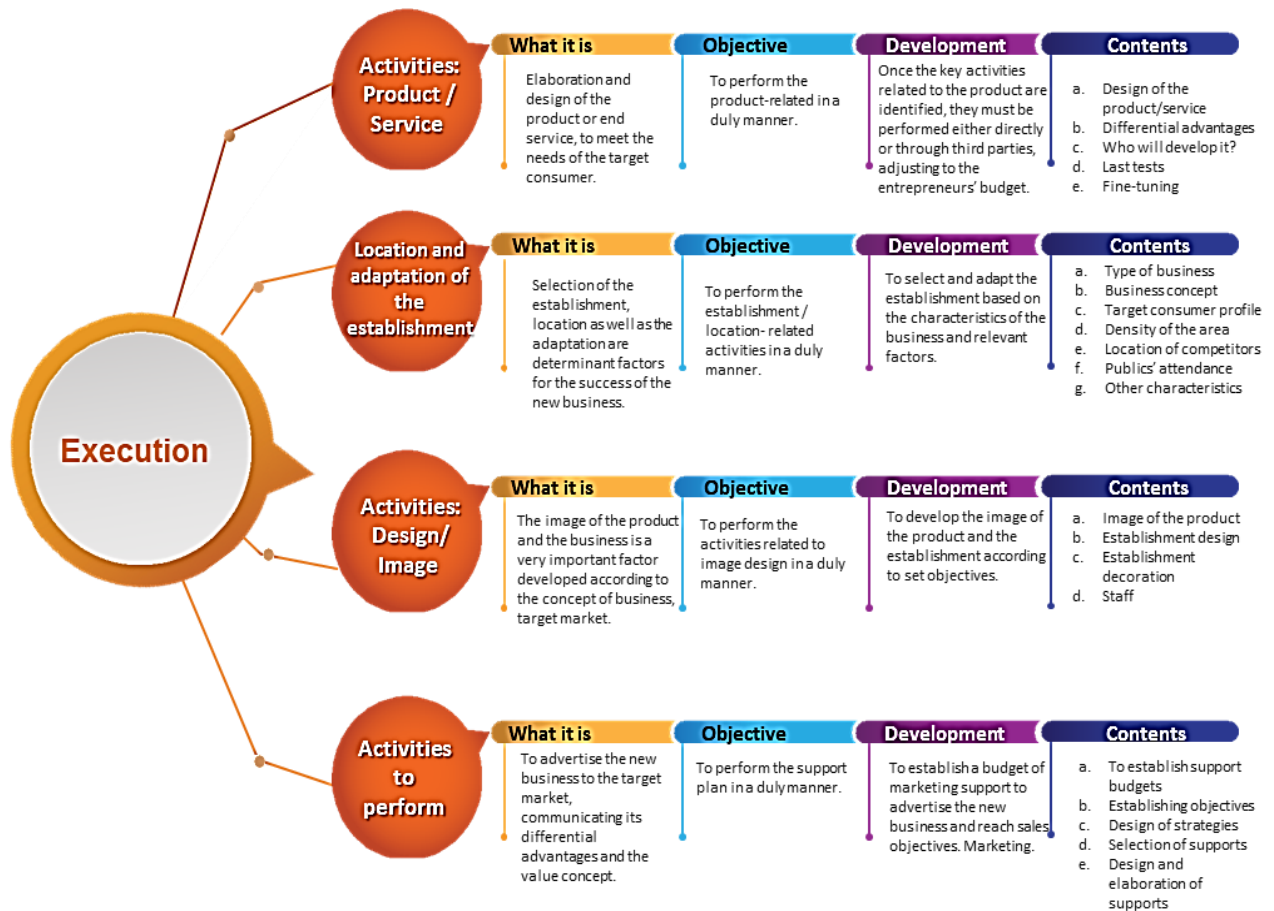 Execution
Activities:
Product /
Service
What it is
Elaboration and
design of the
product or end
service, to meet the
needs of the target
consumer.
Objective
To perform the
product-related in a
duly manner.
Development
Once the key activities
related to the product are
identified, they must be
performed either directly
or through third parties,
adjusting to the
entrepreneurs' budget.
Contents
a. Design of the
product/service
b. Differential advantages
c. Who will develop it?
d. Last tests
e. Fine-tuning
Location and
adaptation of
the
establishment
What it is
Selection of the
establishment,
location as well as the
adaptation are
determinant factors
for the success of the
new business.
Objective
To perform the
establishment /
location- related
activities in a duly
manner.
Development
To select and adapt the
establishment based on
the characteristics of the
business and relevant
factors.
Contents
a. Type of business
b. Business concept
c. Target consumer profile
d. Density of the area
e. Location of competitors
f. Publics' attendance
g. Other characteristics
Activities:
Design/
Image
What it is
The image of the product
and the business is a
very important factor
developed according to
the concept of business,
target market.
Objective
To perform the
activities related to
image design in a duly
manner.
Development
To develop the image of
the product and the
establishment according
to set objectives.
Contents
a. Image of the product
b. Establishment design
c. Establishment
decoration
d. Staff
Activities
to
perform
What it is
To advertise the new
business to the target
market,
communicating its
differential
advantages and the
value concept.
Objective
To perform the support
plan in a duly manner.
Development
To establish a budget of
marketing support to
advertise the new
business and reach sales
objectives. Marketing.
Contents
a. To establish support
budgets
b. Establishing objectives
c. Design of strategies
d. Selection of supports
e. Design and
elaboration of
supports